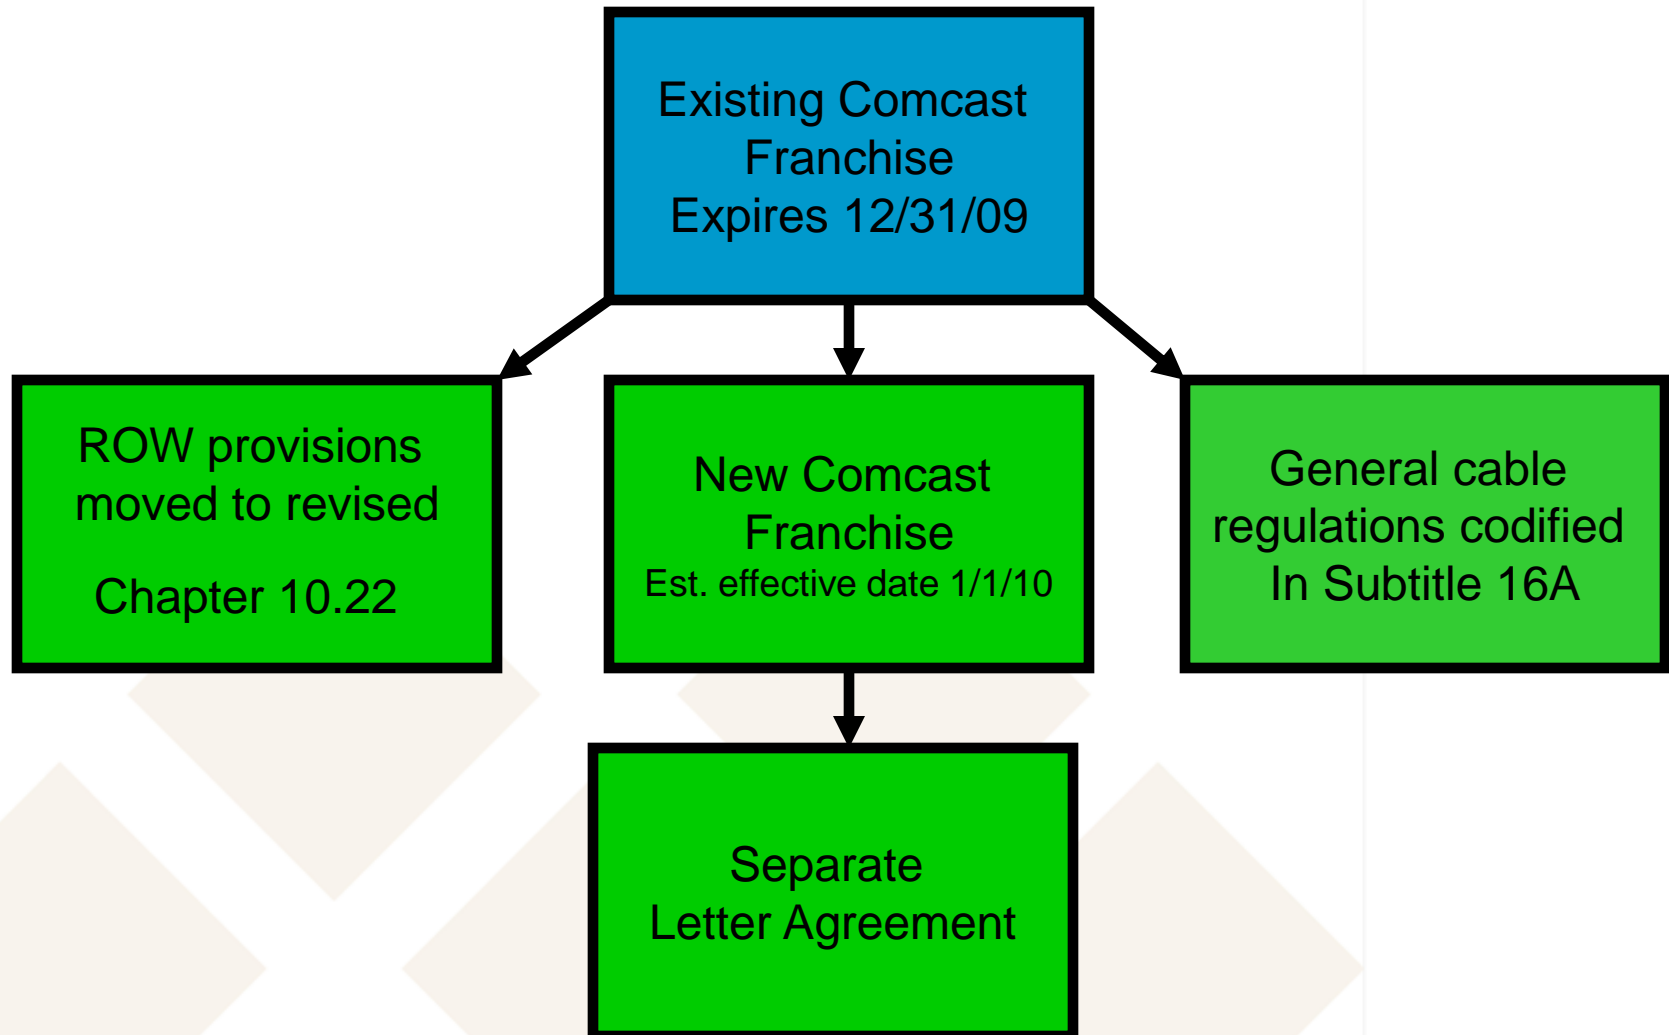 Existing Comcast
Franchise
Expires 12/31/09
ROW provisions
moved to revised
Chapter 10.22
New Comcast
Franchise
Est. effective date 1/1/10
General cable
regulations codified
In Subtitle 16A
Separate
Letter Agreement